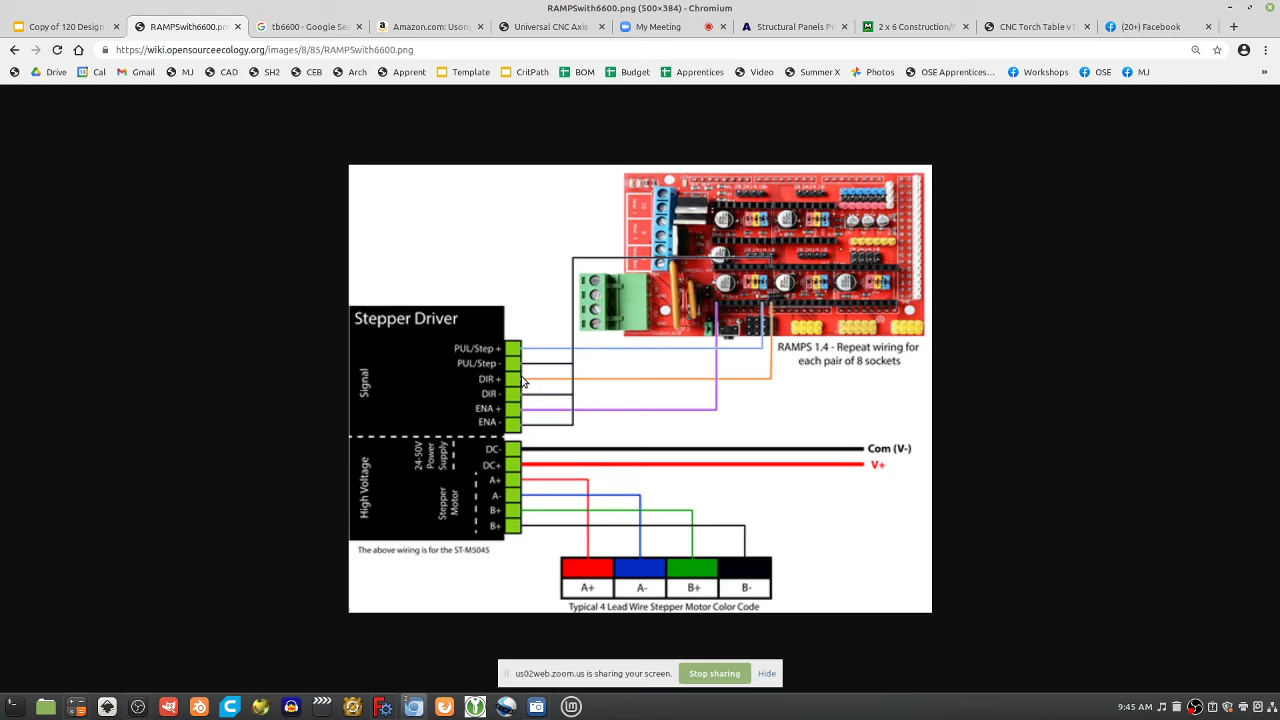 RAMPSwith6600.png (500×384) - Chromium
Copy of 120 Design
RAMPSwith6600.pn
tb6600 - Google Se
Amazon.com: Uson
Universal CNC Axis
My Meeting
Structural Panels Pr
2 x 6 Construction/F
CNC Torch Table v1
(20+) Facebook
https://wiki.opensourceecology.org/images/8/85/RAMPSwith6600.png
Drive
Cal
Gmail
MJ
CAD
SH2
CEB
Arch
Apprent
Template
CritPath
BOM
Budget
Apprentices
Video
Summer X
Photos
OSE Apprentices...
Workshops
OSE
MJ
Stepper Driver
Signal
PUL/Step +
PUL/Step -
DIR +
DIR -
ENA +
ENA -
RAMPS 1.4 - Repeat wiring for
each pair of 8 sockets
High Voltage
24-50V
Power
Supply
Stepper
Motor
DC-
DC+
A+
A-
B+
B+
Com (V-)
V+
The above wiring is for the ST-M5045
A+
A-
B+
B-
Typical 4 Lead Wire Stepper Motor Color Code
us02web.zoom.us is sharing your screen.
Stop sharing
Hide
9:45 AM